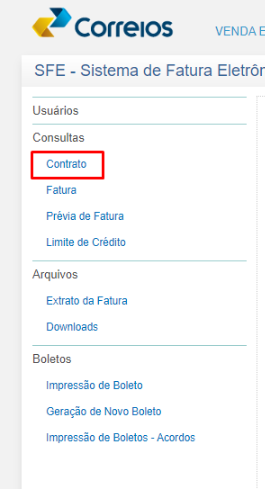 Correios
VENDA E
SFE - Sistema de Fatura Eletrôn
Usuários
Consultas
Contrato
Fatura
Prévia de Fatura
Limite de Crédito
Arquivos
Extrato da Fatura
Downloads
Boletos
Impressão de Boleto
Geração de Novo Boleto
Impressão de Boletos - Acordos